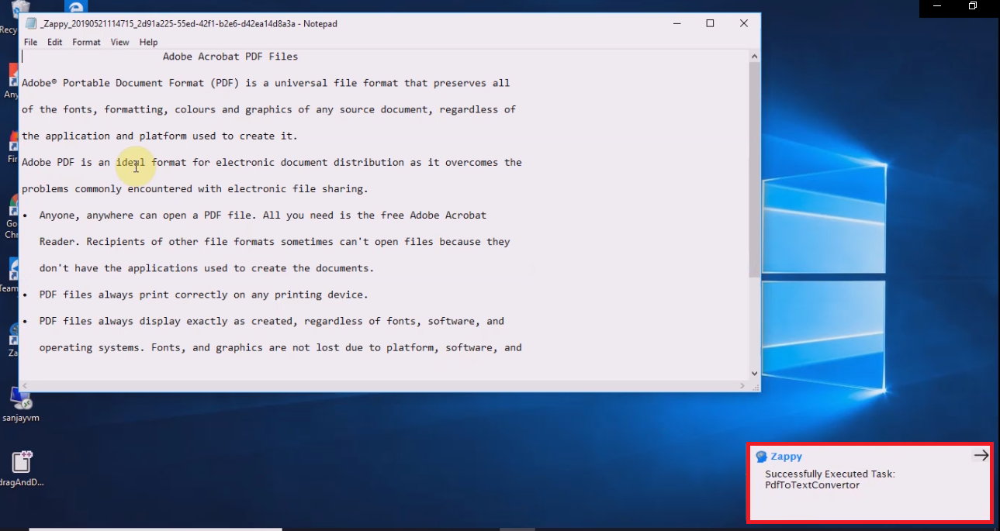 _Zappy_20190521114715_2d91a225-55ed-42f1-b2e6-d42ea14d8a3a - Notepad
File Edit Format View Help
Adobe Acrobat PDF Files
Adobe® Portable Document Format (PDF) is a universal file format that preserves all
of the fonts, formatting, colours and graphics of any source document, regardless of
the application and platform used to create it.
Adobe PDF is an ideal format for electronic document distribution as it overcomes the
problems commonly encountered with electronic file sharing.
• Anyone, anywhere can open a PDF file. All you need is the free Adobe Acrobat
Reader. Recipients of other file formats sometimes can't open files because they
don't have the applications used to create the documents.
• PDF files always print correctly on any printing device.
• PDF files always display exactly as created, regardless of fonts, software, and
operating systems. Fonts, and graphics are not lost due to platform, software, and
Recy
Any
Fir
Go
Chr
Team
Za
sanjayvm
dragAndD...
Zappy
Successfully Executed Task:
PdfToTextConvertor